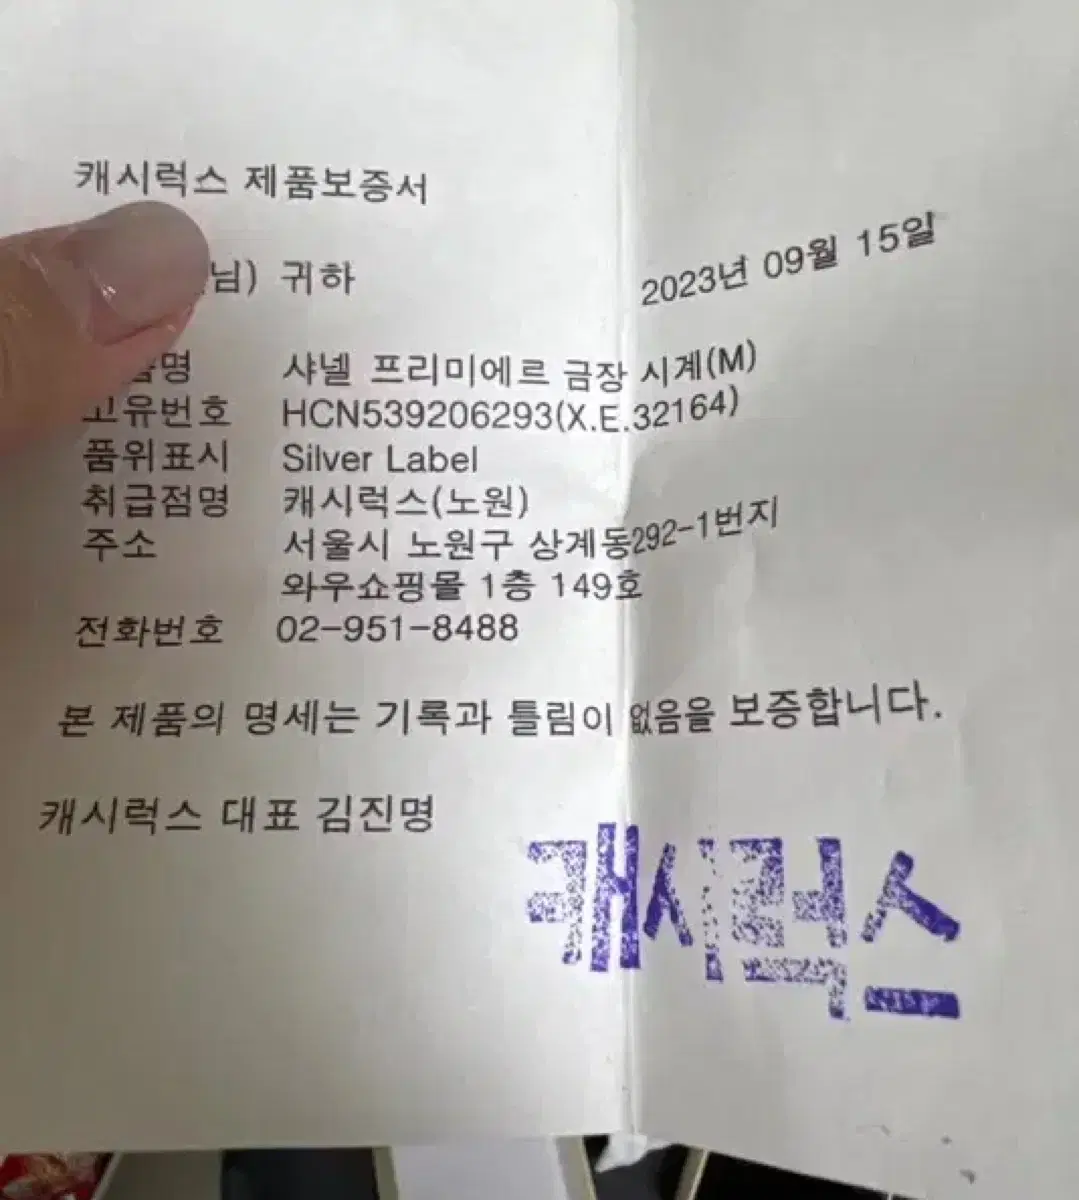 캐시럭스 제품보증서
님) 귀하
2023년 09월 15일
샤넬 프리미에르 금장 시계(M)
고유번호 HCN539206293(X.E.32164)
품위표시 Silver Label
취급점명 캐시럭스(노원)
주소 서울시 노원구 상계동292-1번지
와우쇼핑몰 1층 149호
전화번호 02-951-8488
본 제품의 명세는 기록과 틀림이 없음을 보증합니다.
캐시럭스 대표 김진명
캐시럭스